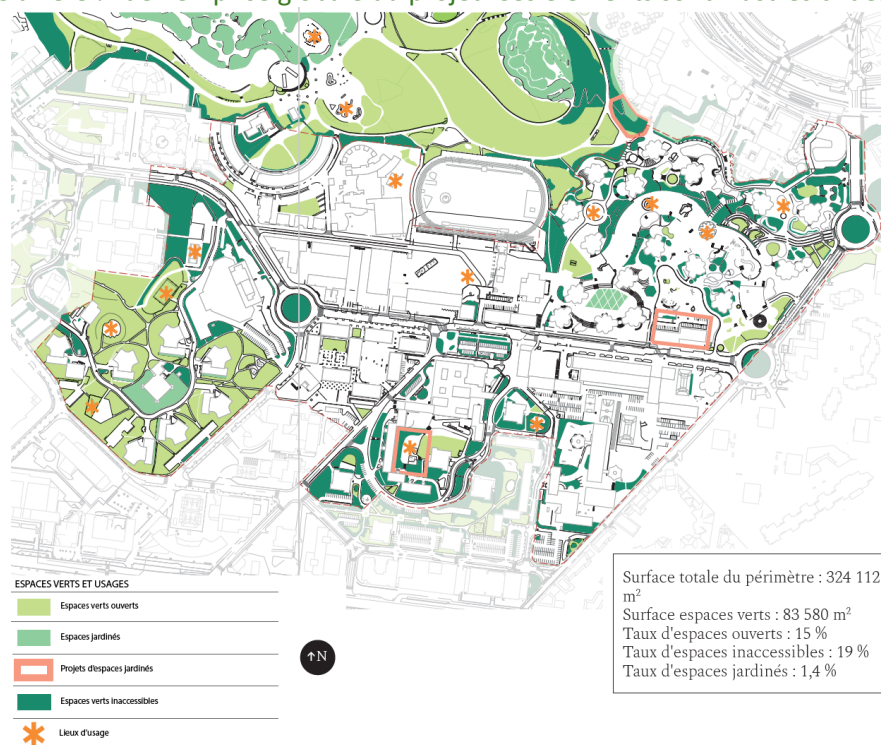 ESPACES VERTS ET USAGES
Espaces verts ouverts
Espaces jardinés
Projets d'espaces jardinés
Espaces verts inaccessibles
Lieux d'usage
↑N
Surface totale du périmètre : 324 112
m²
Surface espaces verts : 83 580 m²
Taux d'espaces ouverts : 15 %
Taux d'espaces inaccessibles : 19 %
Taux d'espaces jardinés : 1,4 %